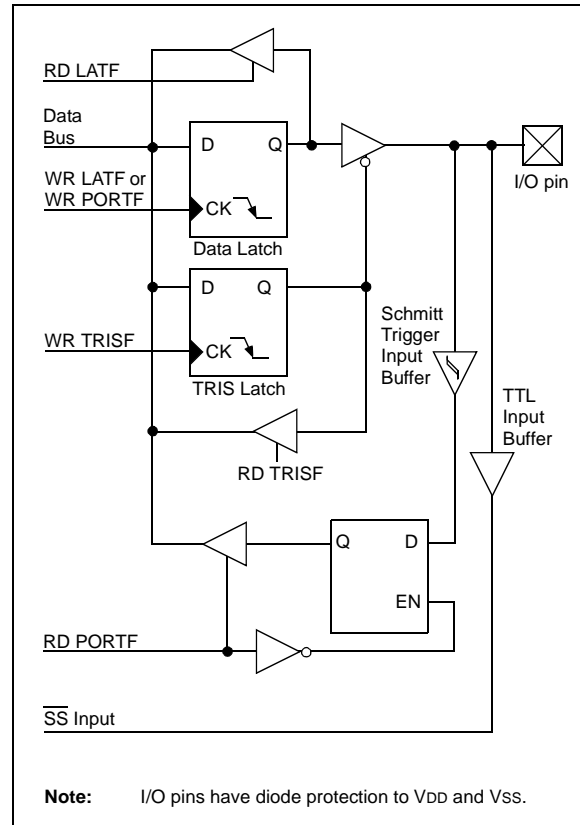 RD LATF
Data
Bus
D
Q
I/O pin
WR LATF or
WR PORTF
CK
Data Latch
D
Q
WR TRISF
CK
TRIS Latch
Schmitt
Trigger
Input
Buffer
TTL
Input
Buffer
RD TRISF
Q
D
EN
RD PORTF
SS Input
Note: I/O pins have diode protection to VDD and VSS.